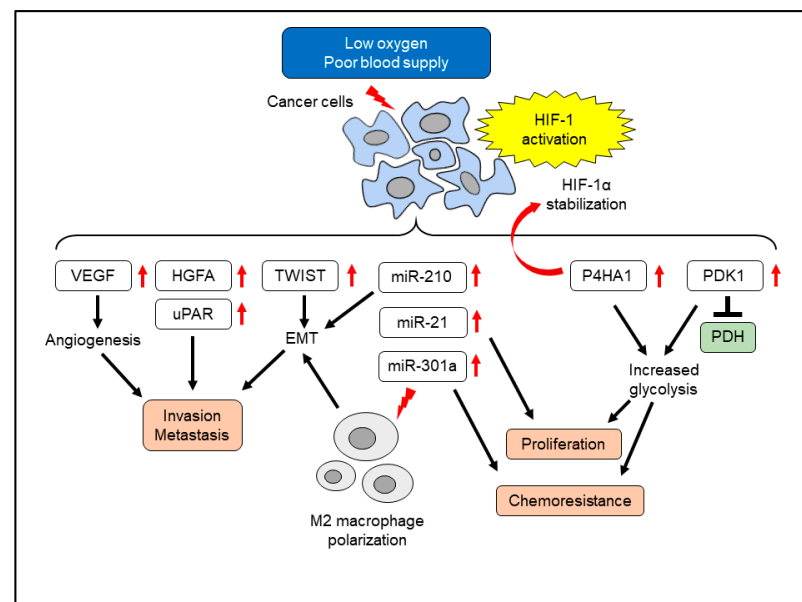 Low oxygen
Poor blood supply
Cancer cells
HIF-1
activation
HIF-1α
stabilization
VEGF
HGFA
TWIST
miR-210
P4HA1
PDK1
uPAR
miR-21
PDH
Angiogenesis
EMT
miR-301a
Increased
glycolysis
Invasion
Metastasis
Proliferation
Chemoresistance
M2 macrophage
polarization